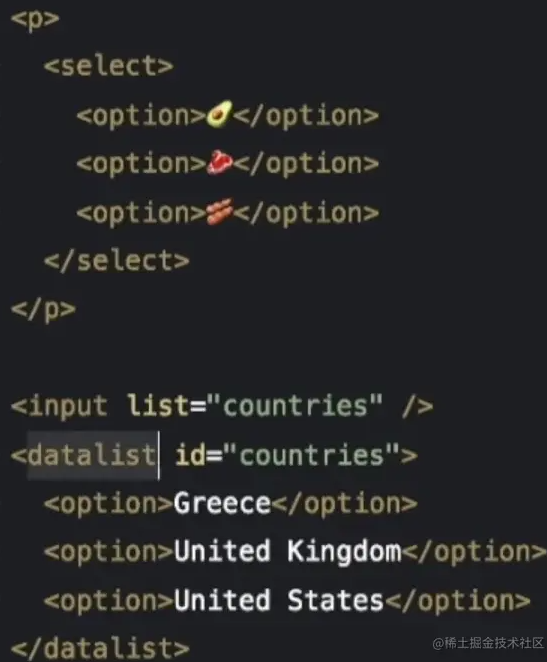 <p>
  <select>
    <option>🥑</option>
    <option>🥩</option>
    <option>🥓</option>
  </select>
</p>

<input list="countries" />
<datalist id="countries">
  <option>Greece</option>
  <option>United Kingdom</option>
  <option>United States</option>
</datalist>
@稀土掘金技术社区